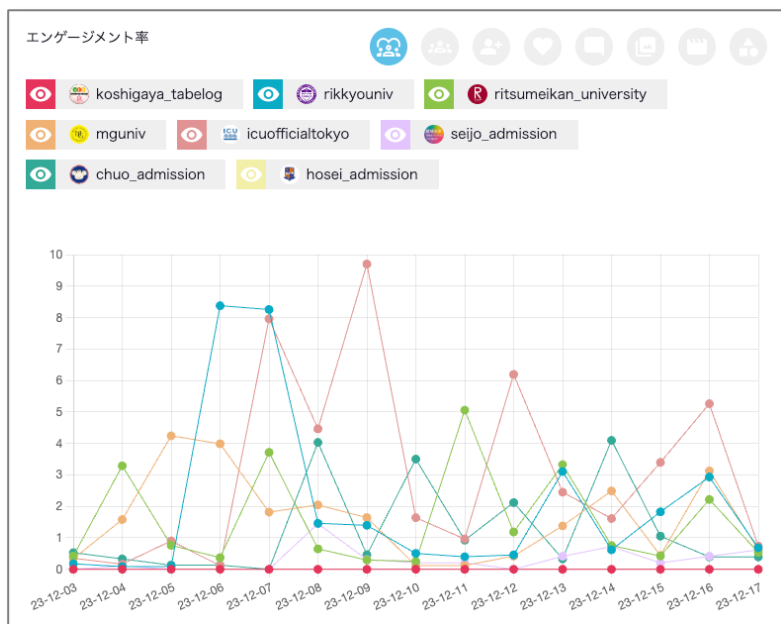 エンゲージメント率
koshigaya_tabelog rikkyouniv ritsumeikan_university
mguniv ICU icuofficialtokyo seijo_admission
chuo_admission hosei_admission
10
9
8
7
6
5
4
3
2
1
0
23-12-03 23-12-04 23-12-05 23-12-06 23-12-07 23-12-08 23-12-09 23-12-10 23-12-11 23-12-12 23-12-13 23-12-14 23-12-15 23-12-16 23-12-17